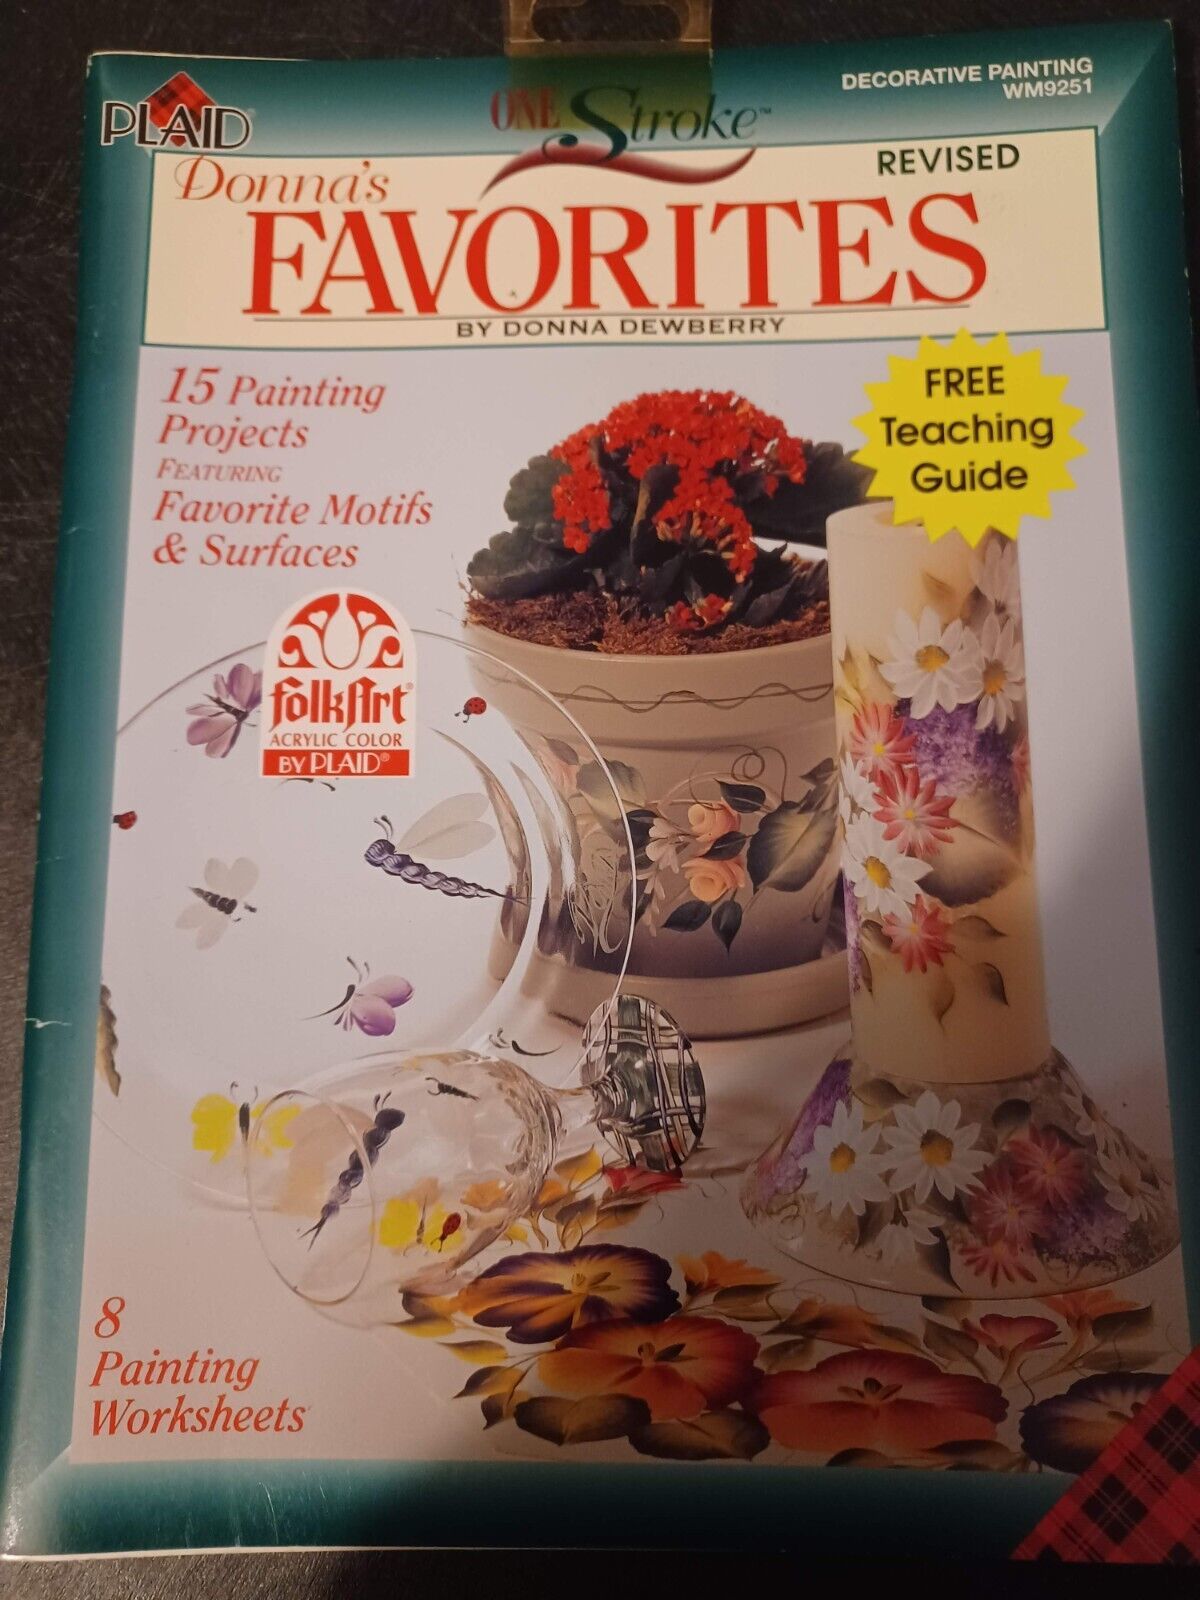 PLAID®
ONE Stroke™
DECORATIVE PAINTING
WM9251
REVISED
Donna's
FAVORITES
BY DONNA DEWBERRY
15 Painting
Projects
FEATURING
Favorite Motifs
& Surfaces
FREE
Teaching
Guide
folkArt®
ACRYLIC COLOR
BY PLAID®
8
Painting
Worksheets